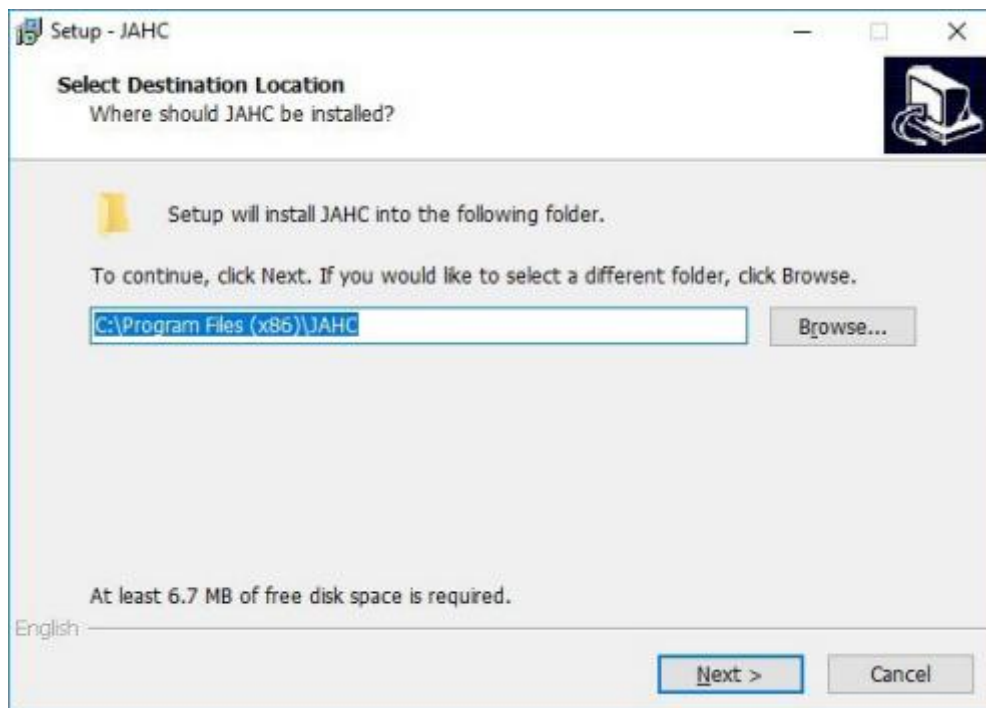 Setup - JAHC
Select Destination Location
Where should JAHC be installed?
Setup will install JAHC into the following folder.
To continue, click Next. If you would like to select a different folder, click Browse.
C:\Program Files (x86)\JAHC
Browse...
At least 6.7 MB of free disk space is required.
English
Next >
Cancel